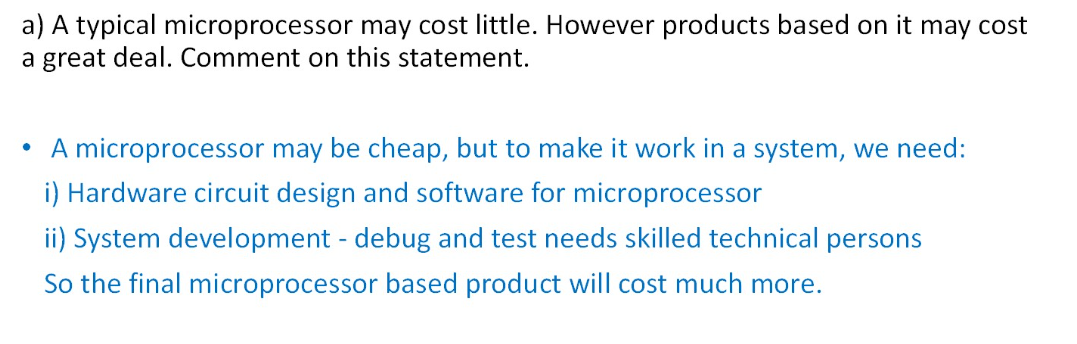 a) A typical microprocessor may cost little. However products based on it may cost
a great deal. Comment on this statement.
• A microprocessor may be cheap, but to make it work in a system, we need:
i) Hardware circuit design and software for microprocessor
ii) System development - debug and test needs skilled technical persons
So the final microprocessor based product will cost much more.